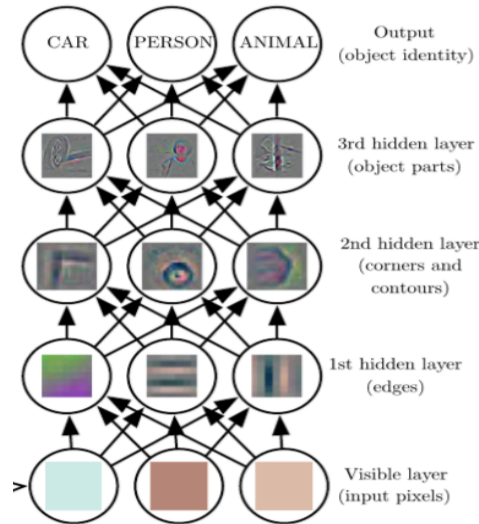 CAR PERSON ANIMAL Output
(object identity)
3rd hidden layer
(object parts)
2nd hidden layer
(corners and
contours)
1st hidden layer
(edges)
Visible layer
(input pixels)